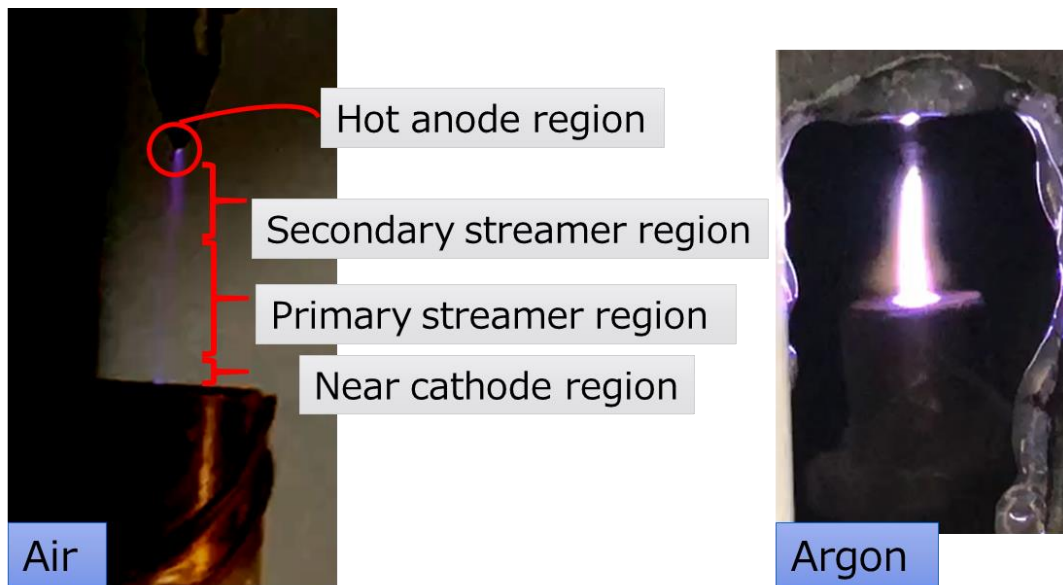 Hot anode region
Secondary streamer region
Primary streamer region
Near cathode region
Air
Argon